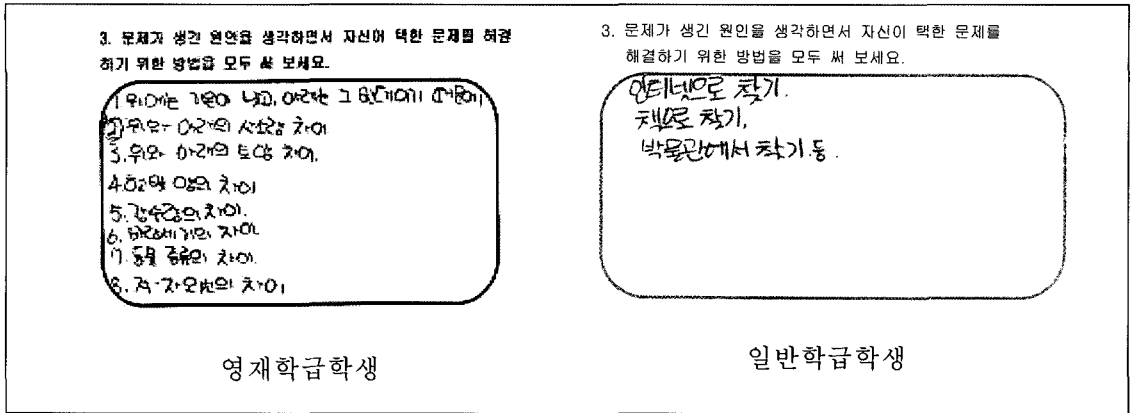 3. 문제가 생긴 원인을 생각하면서 자신이 택한 문제를 해결
하기 위한 방법을 모두 써 보세요.
2. 위와 아래의 차이
3. 위와 아래의 토양 차이.
4. 햇빛 양의 차이
5. 강수량의 차이.
6. 바람세기의 차이.
7. 동물 종류의 차이.
8. 적·자외선의 차이
영재학급학생
3. 문제가 생긴 원인을 생각하면서 자신이 택한 문제를
해결하기 위한 방법을 모두 써 보세요.
인터넷으로 찾기.
책으로 찾기,
박물관에서 찾기 등.
일반학급학생